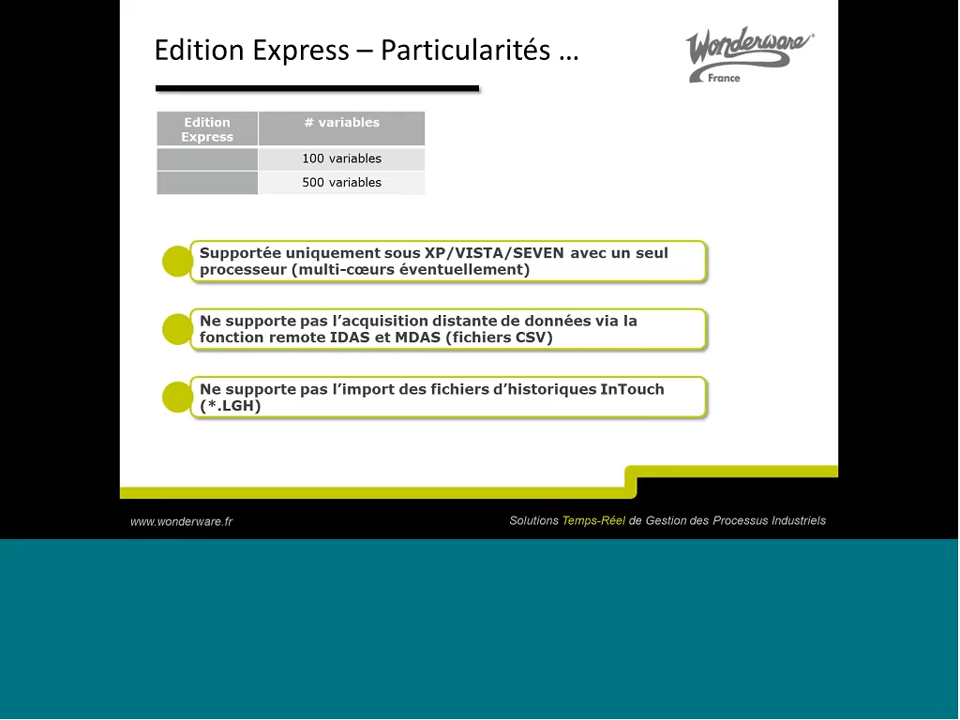 Edition Express – Particularités ...
Wonderware®
France
Edition
Express
# variables
100 variables
500 variables
Supportée uniquement sous XP/VISTA/SEVEN avec un seul
processeur (multi-cœurs éventuellement)
Ne supporte pas l’acquisition distante de données via la
fonction remote IDAS et MDAS (fichiers CSV)
Ne supporte pas l’import des fichiers d’historiques InTouch
(*.LGH)
www.wonderware.fr
Solutions Temps-Réel de Gestion des Processus Industriels